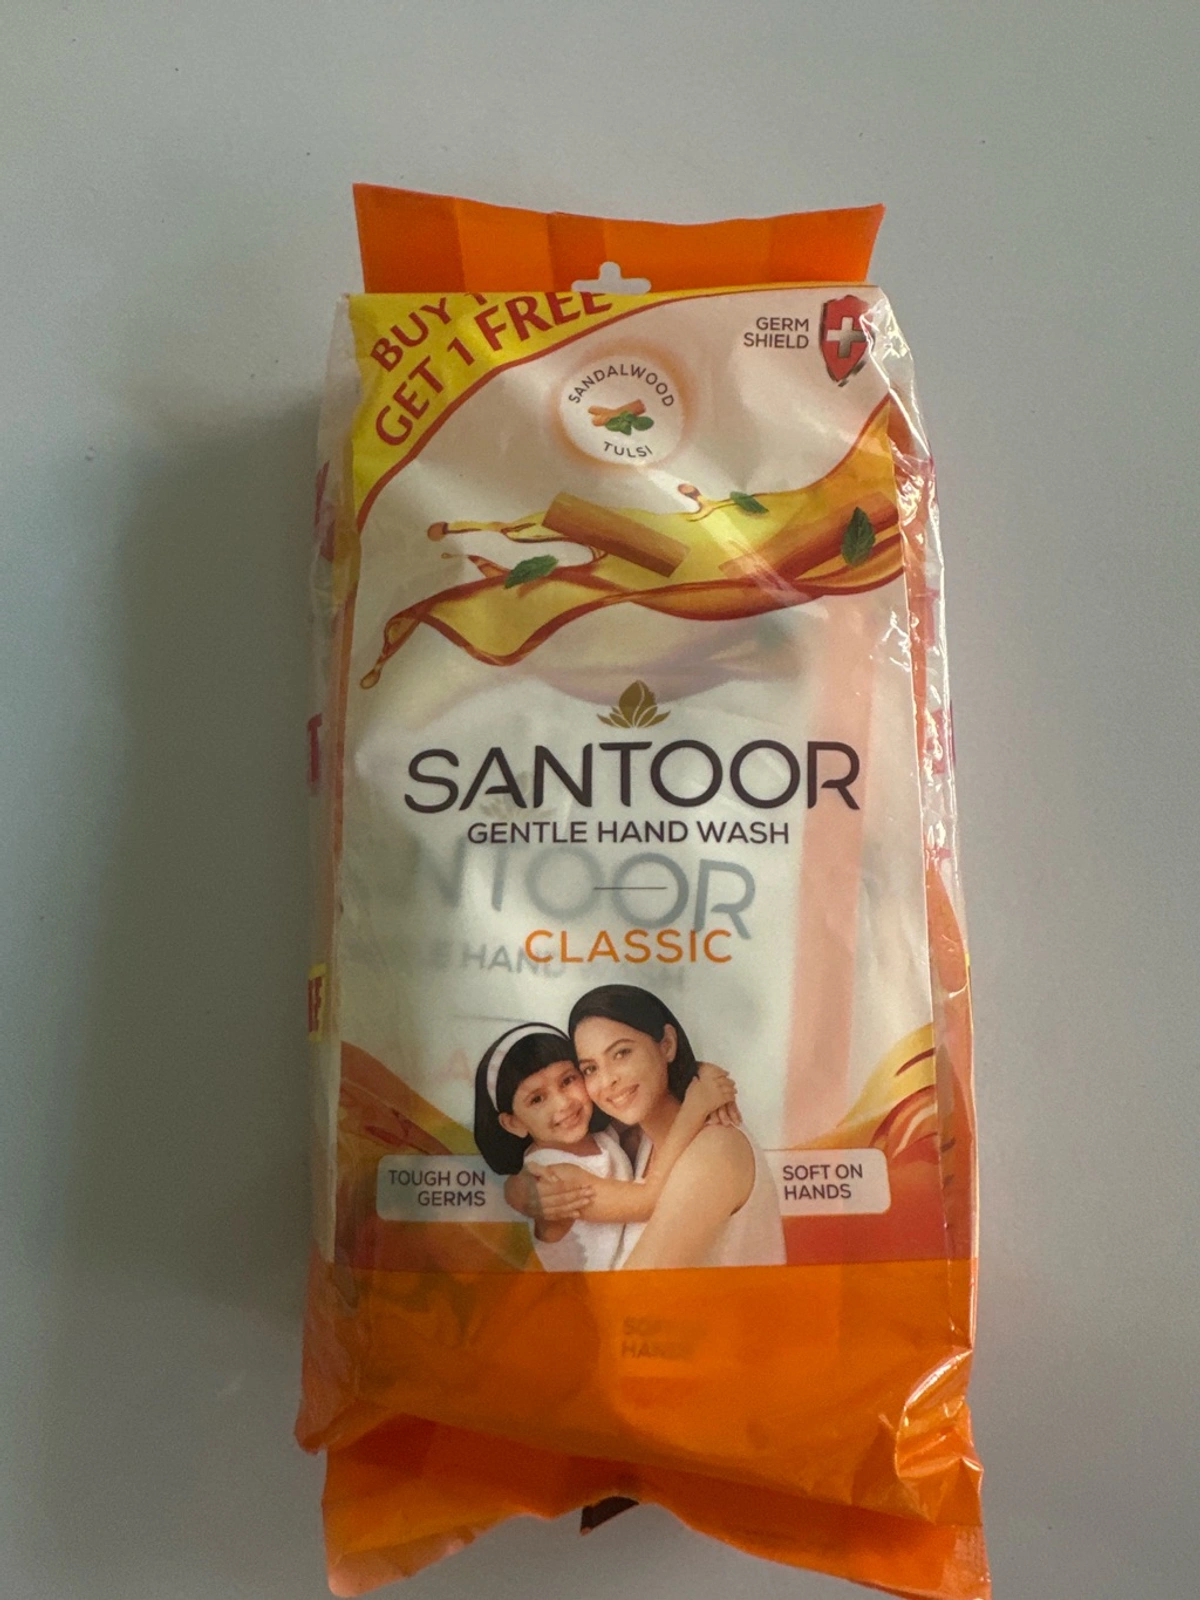 BUY 1
GET 1 FREE
GERM
SHIELD
SANDALWOOD
TULSI
SANTOOR
GENTLE HAND WASH
CLASSIC
TOUGH ON
GERMS
SOFT ON
HANDS